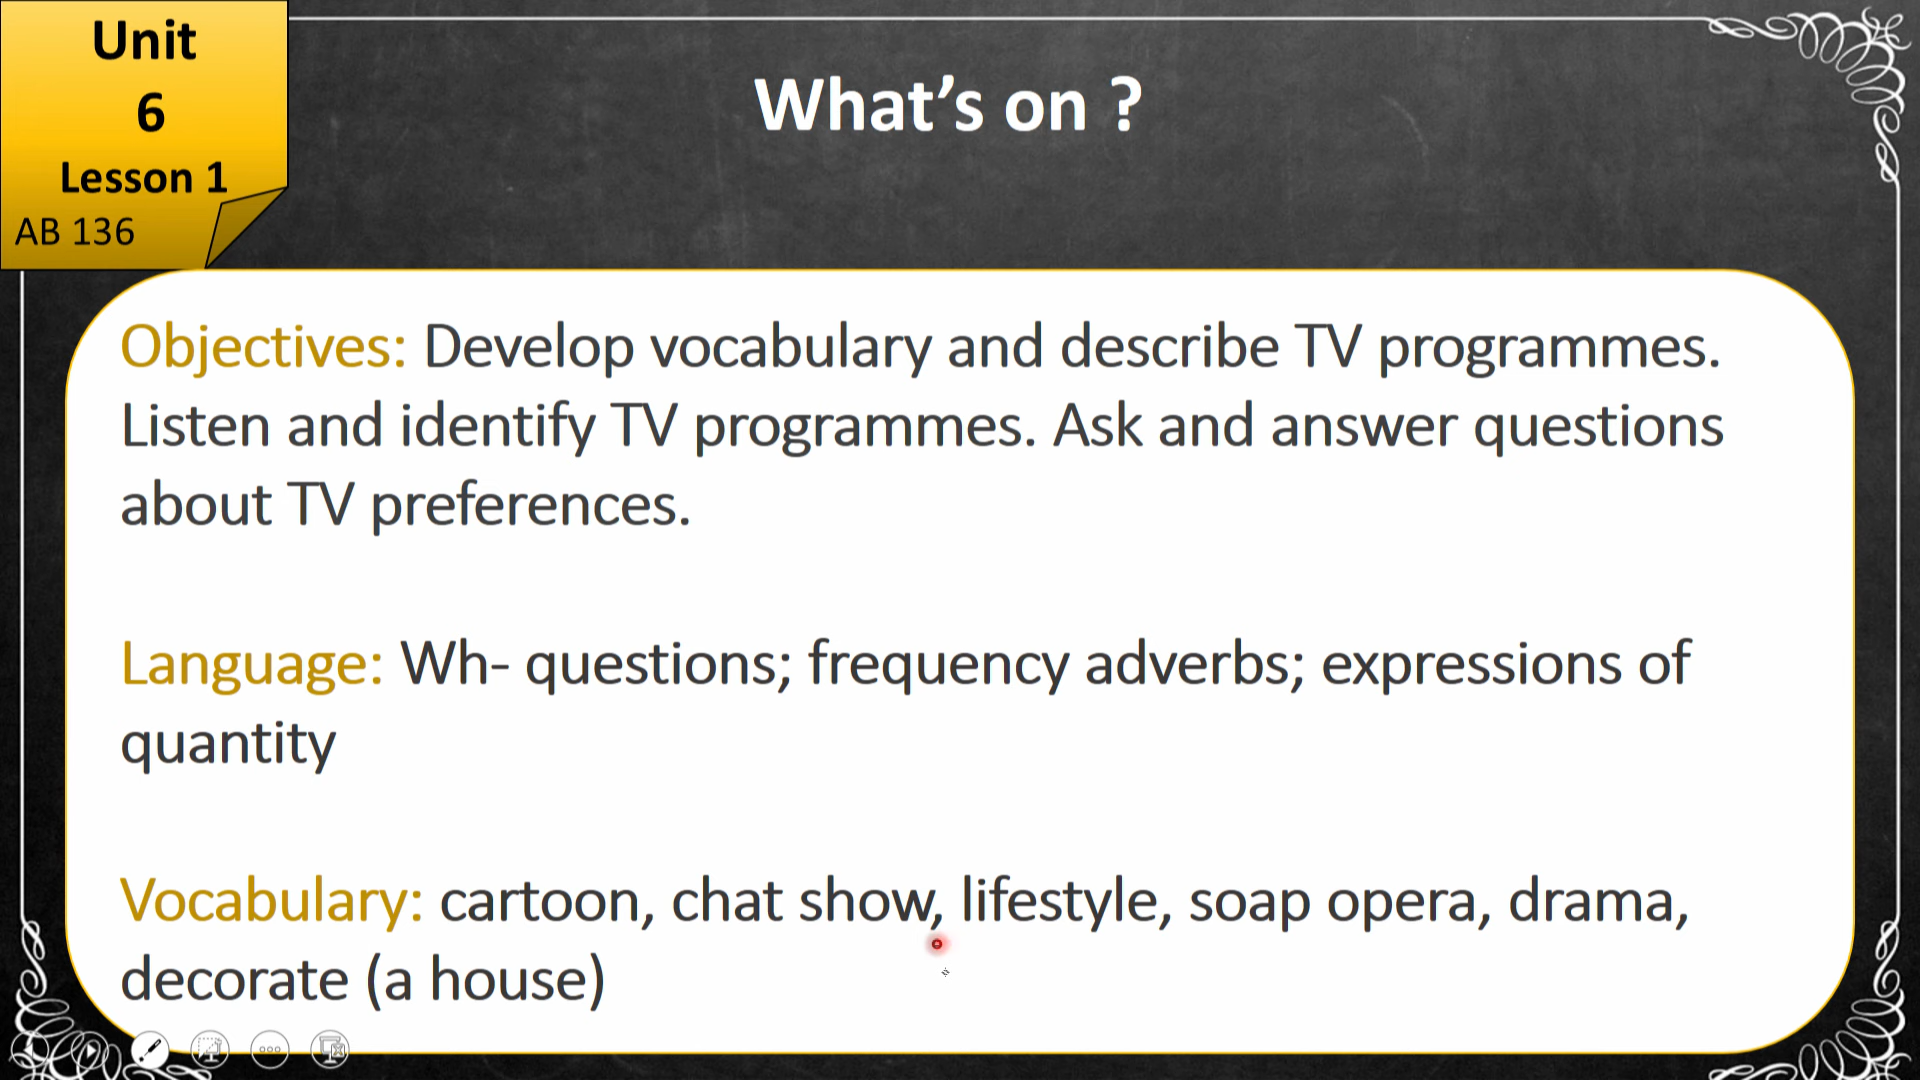 Unit
6
Lesson 1
AB 136
What’s on ?
Objectives: Develop vocabulary and describe TV programmes.
Listen and identify TV programmes. Ask and answer questions
about TV preferences.
Language: Wh- questions; frequency adverbs; expressions of
quantity
Vocabulary: cartoon, chat show, lifestyle, soap opera, drama,
decorate (a house)